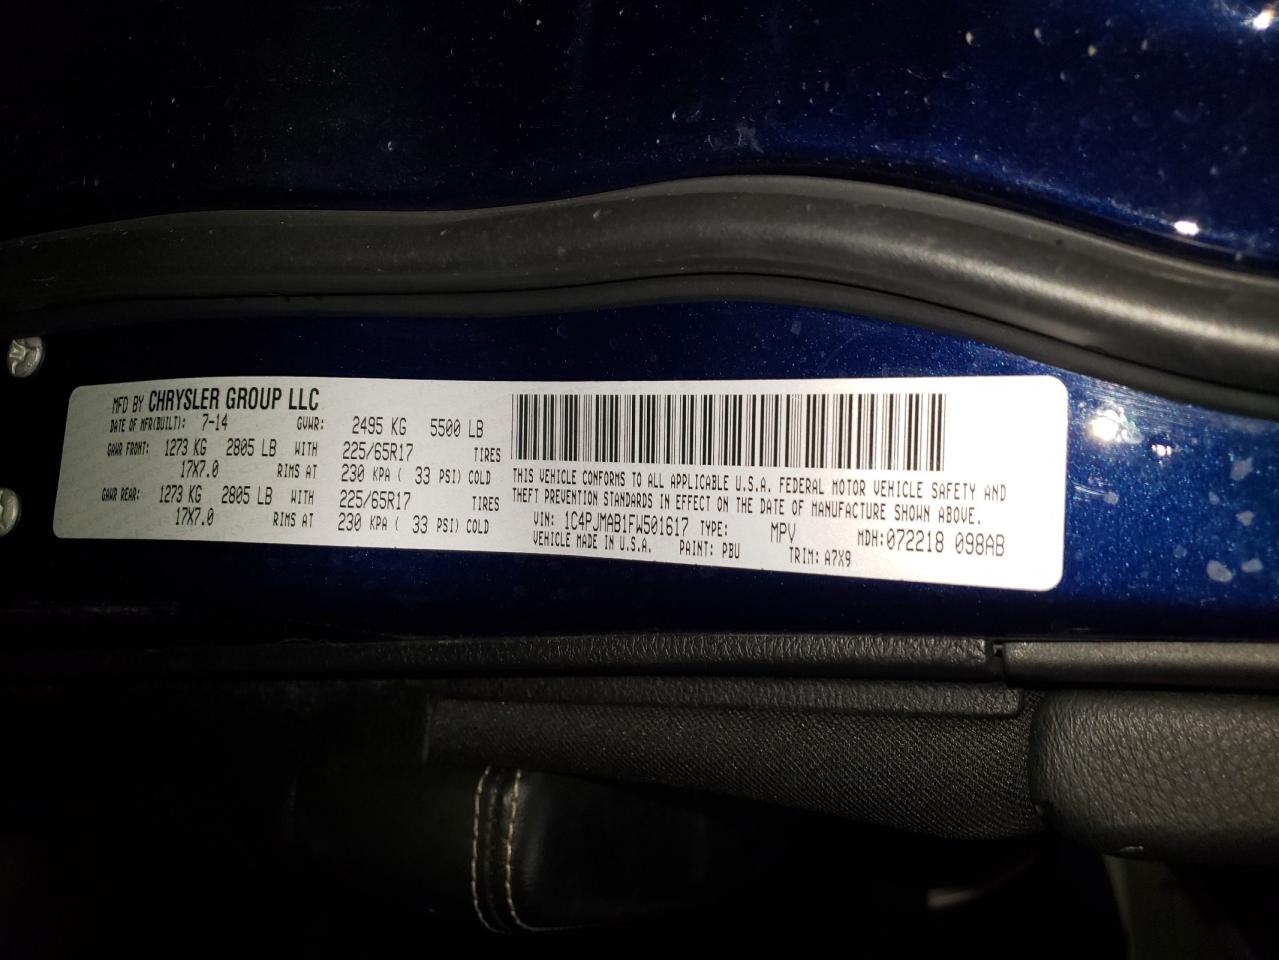 MFD BY CHRYSLER GROUP LLC
DATE OF MFR(BUILT): 7-14 GVWR: 2495 KG 5500 LB
GAWR FRONT: 1273 KG 2805 LB WITH 225/65R17 TIRES
17X7.0 RIMS AT 230 KPA ( 33 PSI) COLD
GAWR REAR: 1273 KG 2805 LB WITH 225/65R17 TIRES
17X7.0 RIMS AT 230 KPA ( 33 PSI) COLD
THIS VEHICLE CONFORMS TO ALL APPLICABLE U.S.A. FEDERAL MOTOR VEHICLE SAFETY AND
THEFT PREVENTION STANDARDS IN EFFECT ON THE DATE OF MANUFACTURE SHOWN ABOVE.
VIN: 1C4PJMAB1FW501617 TYPE: MPV MDH:072218 098AB
VEHICLE MADE IN U.S.A. PAINT: PBU TRIM: A7X9